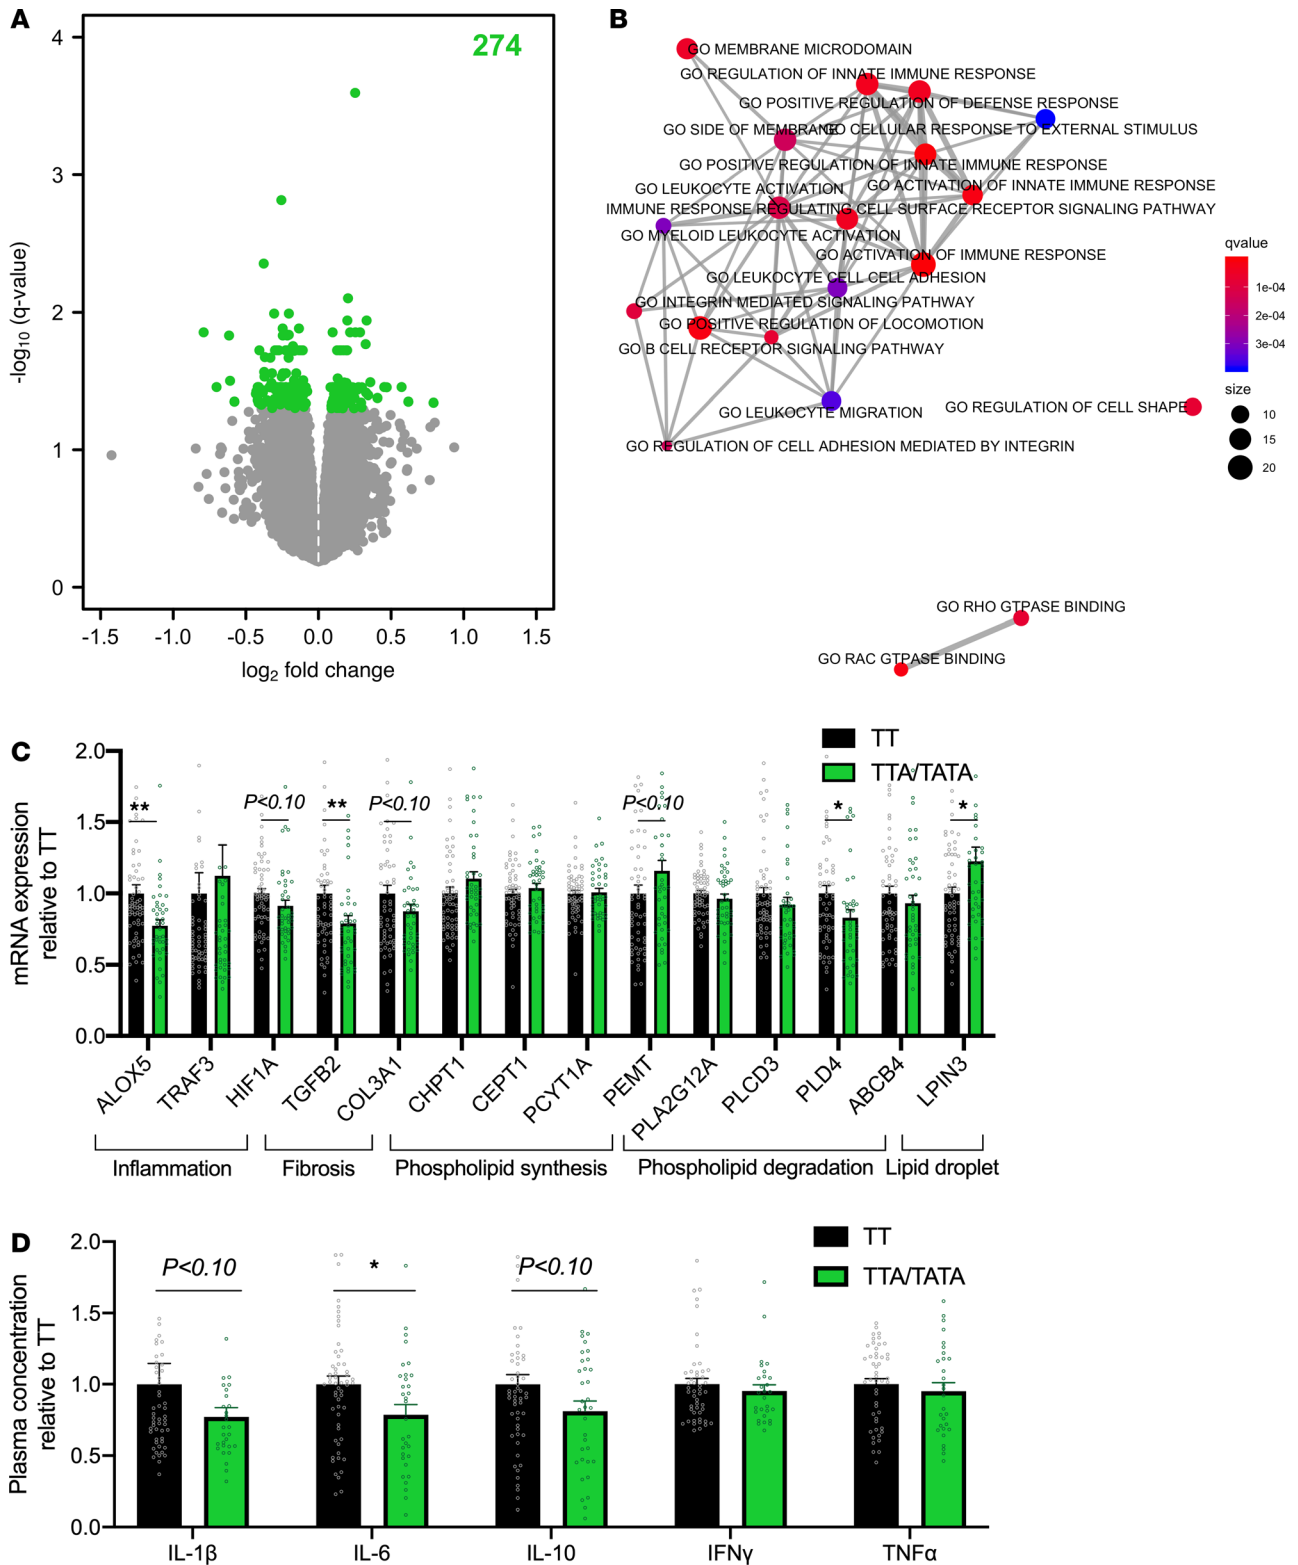 A
274
4
3
2
1
0
-log10 (q-value)
-1.5 -1.0 -0.5 0.0 0.5 1.0 1.5
log2 fold change
B
GO MEMBRANE MICRODOMAIN
GO REGULATION OF INNATE IMMUNE RESPONSE
GO POSITIVE REGULATION OF DEFENSE RESPONSE
GO SIDE OF MEMBRANE
GO CELLULAR RESPONSE TO EXTERNAL STIMULUS
GO POSITIVE REGULATION OF INNATE IMMUNE RESPONSE
GO LEUKOCYTE ACTIVATION
GO ACTIVATION OF INNATE IMMUNE RESPONSE
IMMUNE RESPONSE REGULATING CELL SURFACE RECEPTOR SIGNALING PATHWAY
GO MYELOID LEUKOCYTE ACTIVATION
GO ACTIVATION OF IMMUNE RESPONSE
GO LEUKOCYTE CELL CELL ADHESION
GO INTEGRIN MEDIATED SIGNALING PATHWAY
GO POSITIVE REGULATION OF LOCOMOTION
GO B CELL RECEPTOR SIGNALING PATHWAY
GO LEUKOCYTE MIGRATION
GO REGULATION OF CELL SHAPE
GO REGULATION OF CELL ADHESION MEDIATED BY INTEGRIN
GO RHO GTPASE BINDING
GO RAC GTPASE BINDING
qvalue
1e-04
2e-04
3e-04
size
10
15
20
C
TT
TTA/TATA
2.0
1.5
1.0
0.5
0.0
mRNA expression
relative to TT
** P<0.10 ** P<0.10 P<0.10 * *
ALOX5 TRAF3 HIF1A TGFB2 COL3A1 CHPT1 CEPT1 PCYT1A PEMT PLA2G12A PLCD3 PLD4 ABCB4 LPIN3
Inflammation Fibrosis Phospholipid synthesis Phospholipid degradation Lipid droplet
D
TT
TTA/TATA
2.0
1.5
1.0
0.5
0.0
Plasma concentration
relative to TT
P<0.10 * P<0.10
IL-1β IL-6 IL-10 IFNγ TNFα